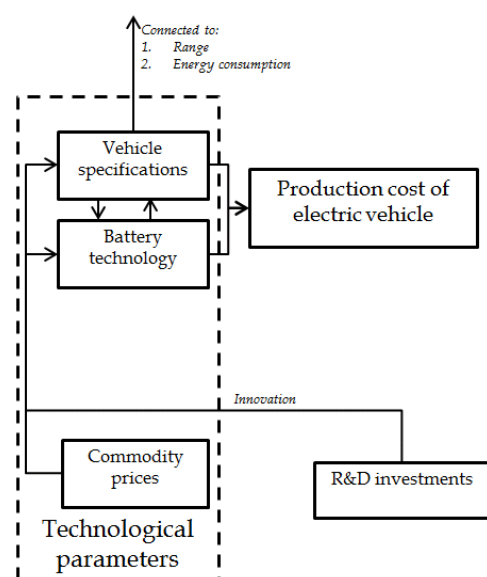 Connected to:
1. Range
2. Energy consumption
Vehicle
specifications
Production cost of
electric vehicle
Battery
technology
Innovation
Commodity
prices
R&D investments
Technological
parameters